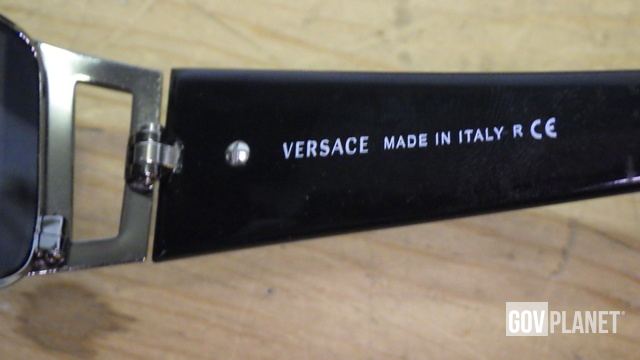 VERSACE MADE IN ITALY R CE
GOVPLANET